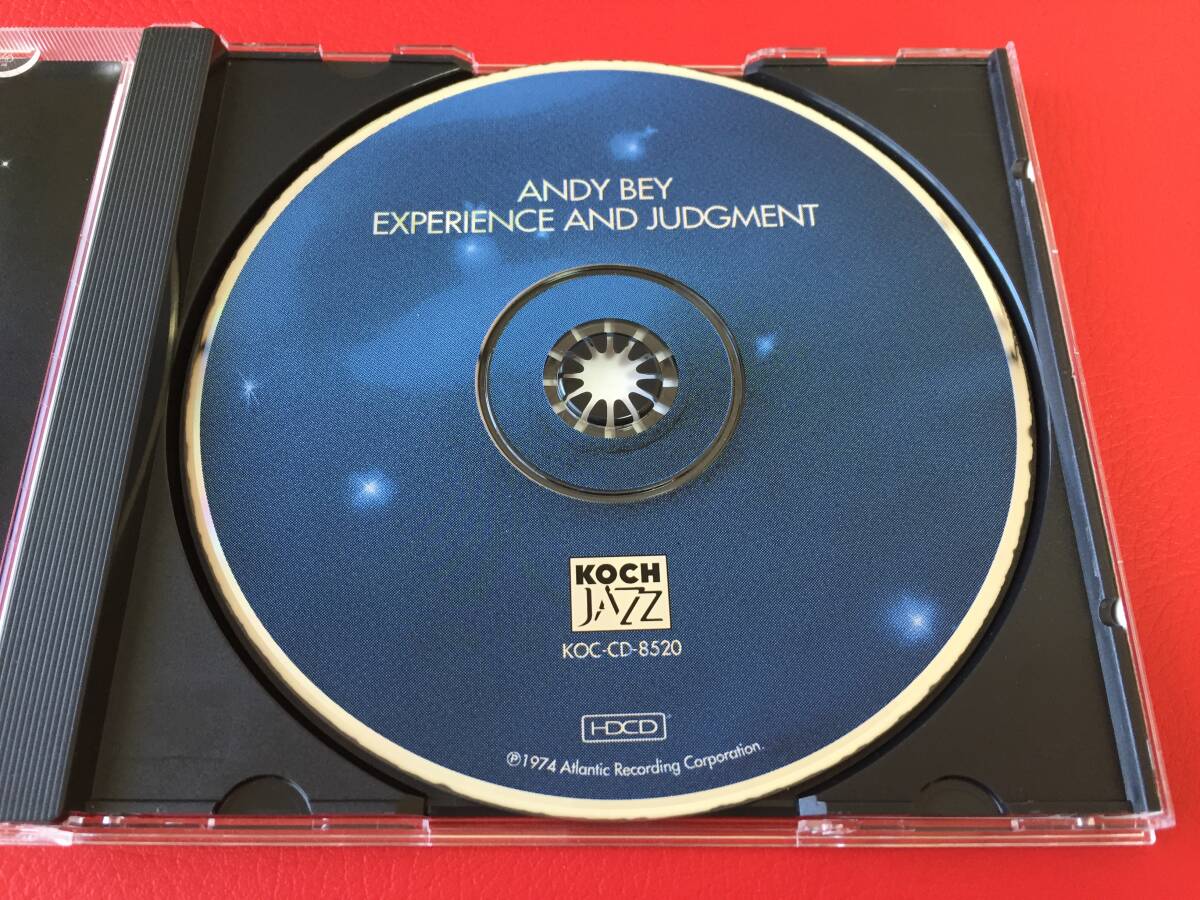 ANDY BEY
EXPERIENCE AND JUDGMENT
KOCH
JAZZ
KOC-CD-8520
HDCD®
℗1974 Atlantic Recording Corporation.